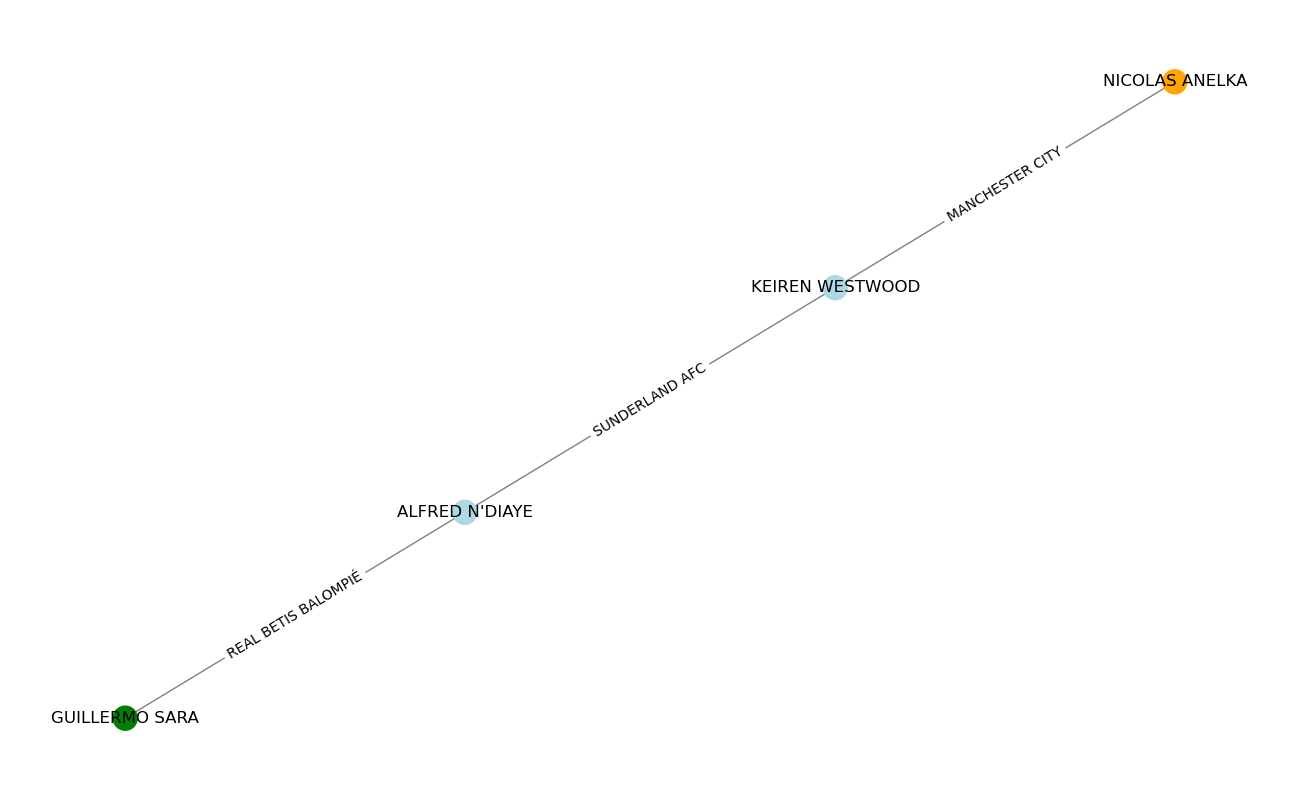 NICOLAS ANELKA
MANCHESTER CITY
KEIREN WESTWOOD
SUNDERLAND AFC
ALFRED N'DIAYE
REAL BETIS BALOMPIÉ
GUILLERMO SARA